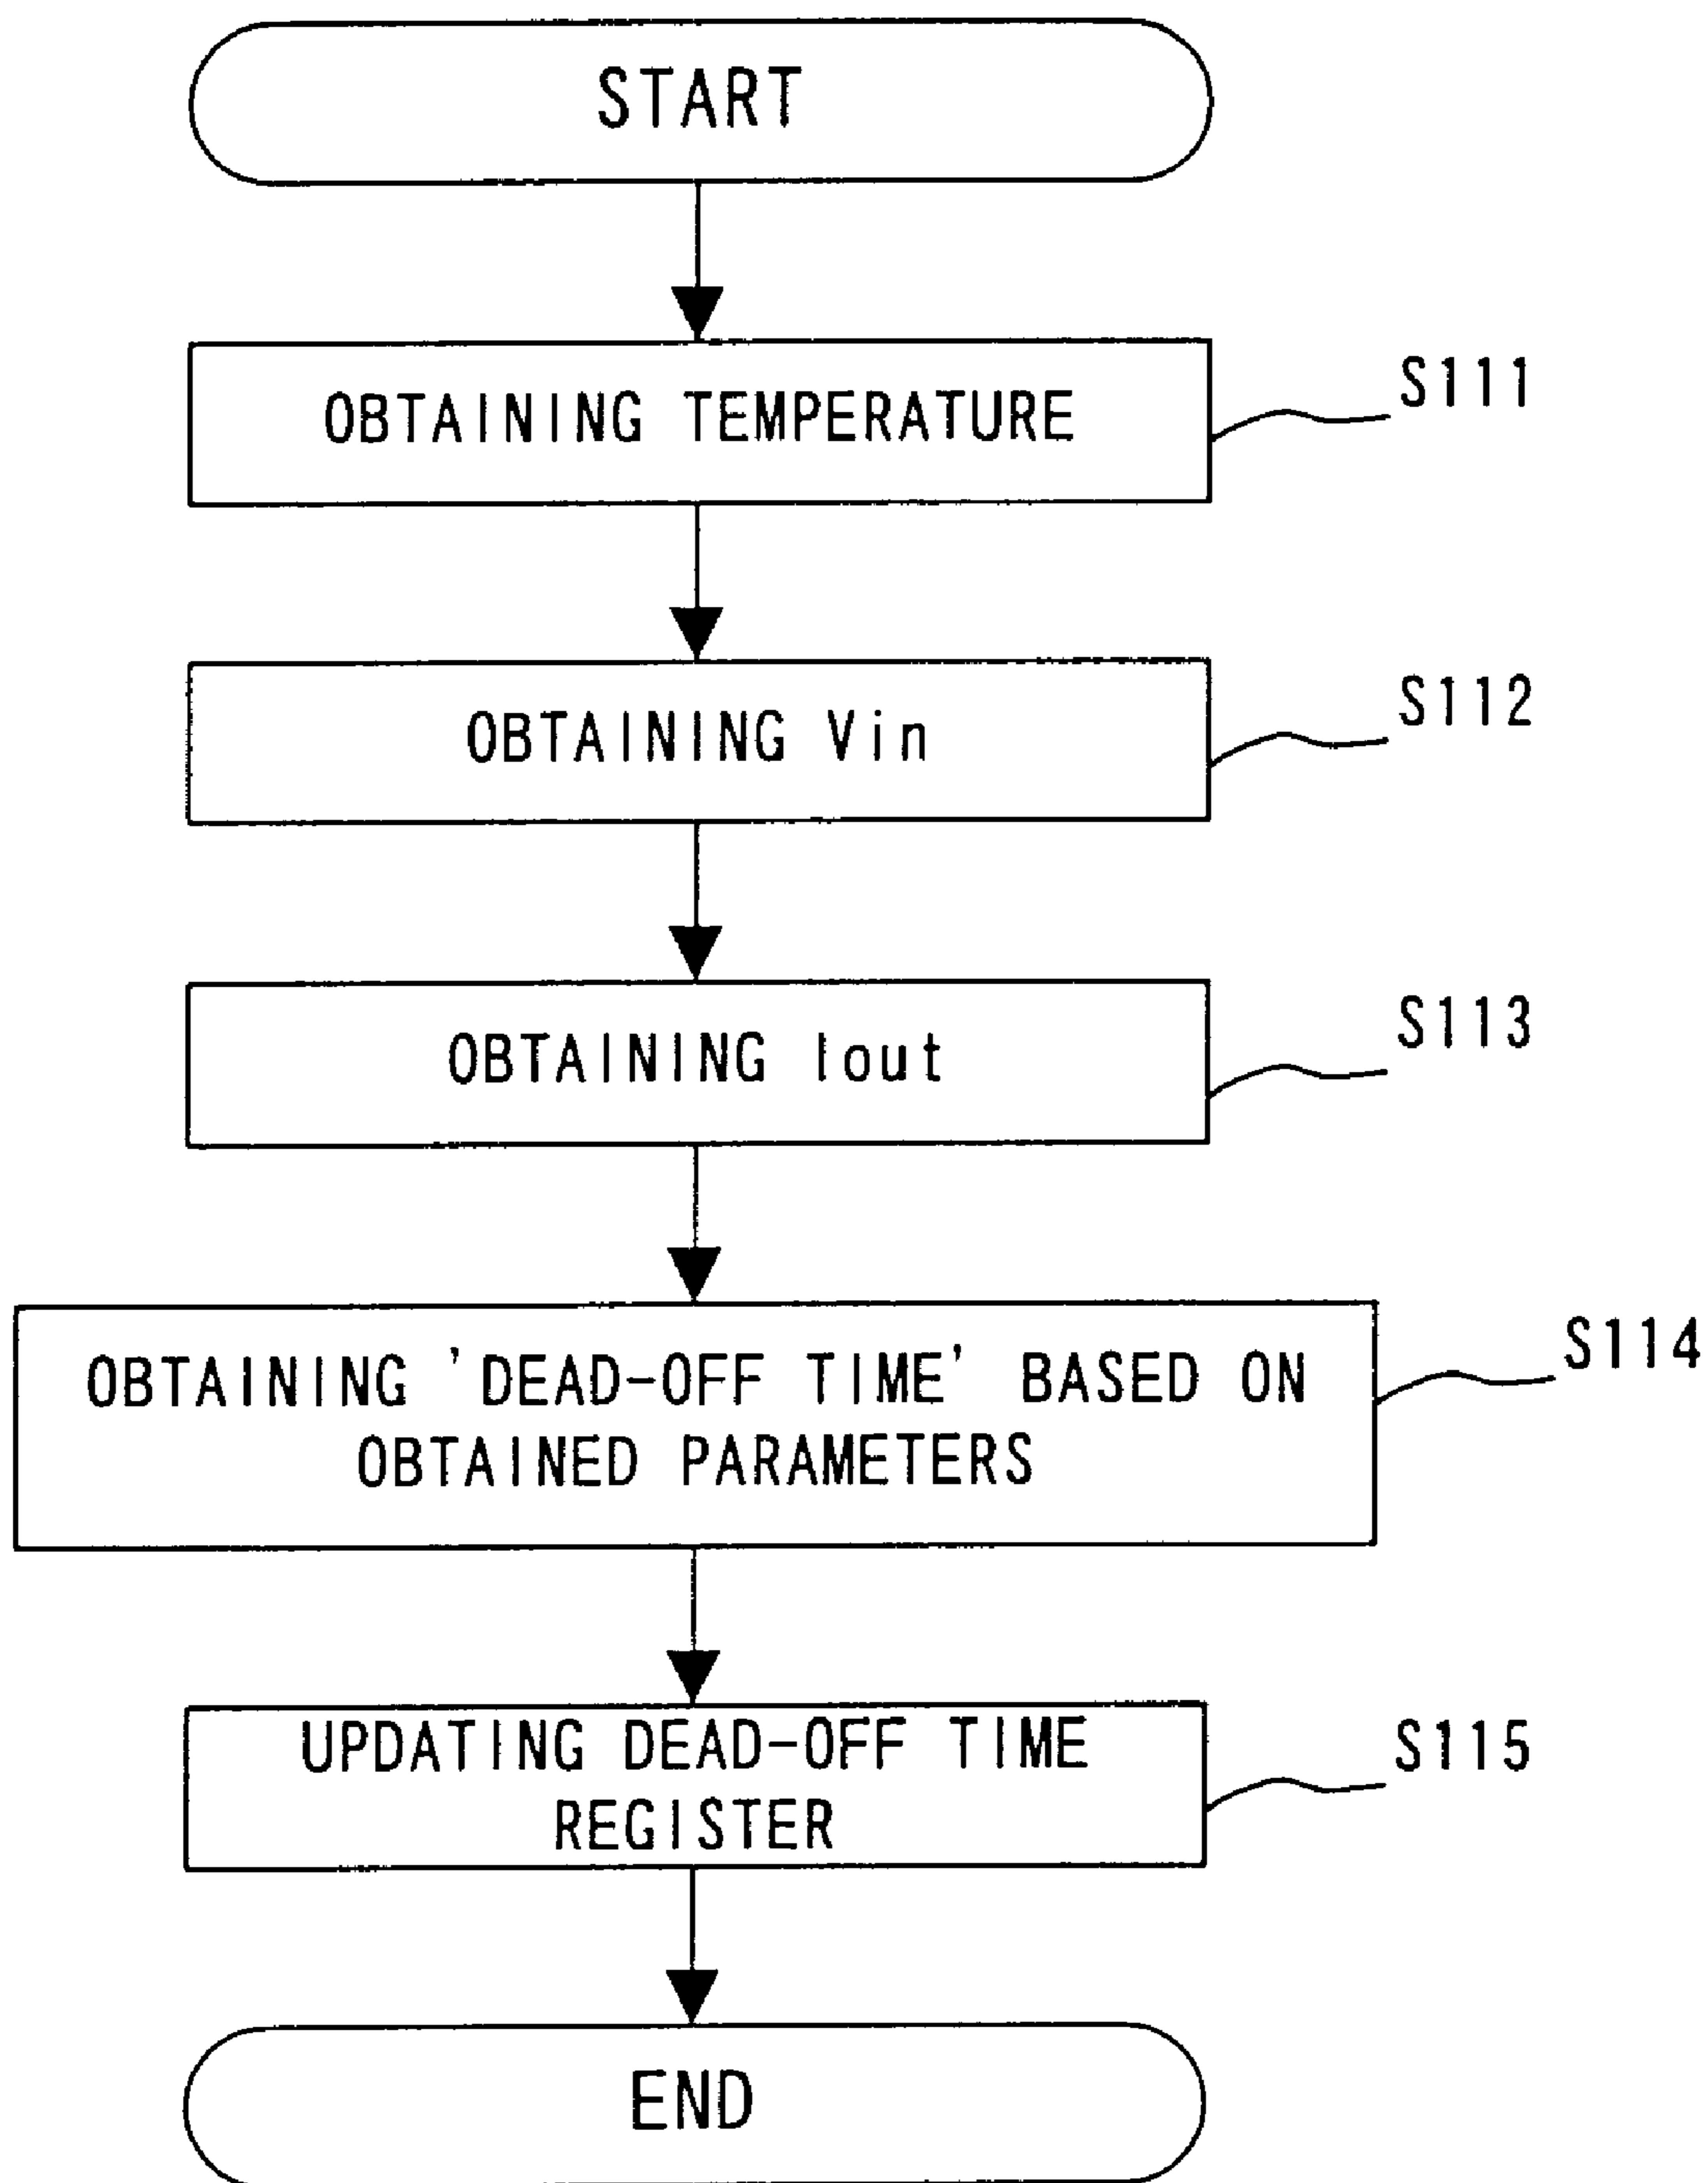 START
OBTAINING TEMPERATURE
S111
OBTAINING Vin
S112
OBTAINING Iout
S113
OBTAINING 'DEAD-OFF TIME' BASED ON
OBTAINED PARAMETERS
S114
UPDATING DEAD-OFF TIME
REGISTER
S115
END